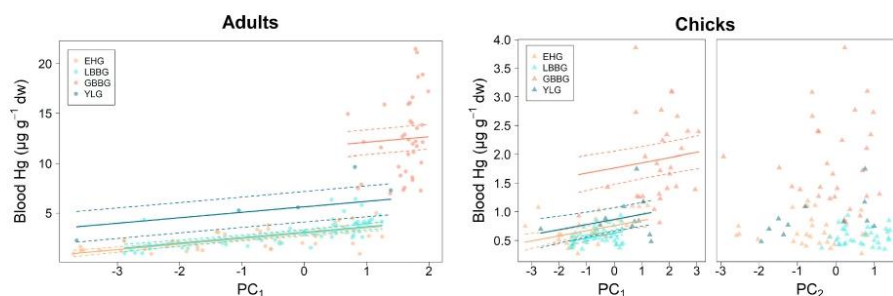 Adults
Chicks
Blood Hg (µg g⁻¹ dw)
20
15
10
5
EHG
LBBG
GBBG
YLG
-3
-2
-1
0
1
2
PC₁
Blood Hg (µg g⁻¹ dw)
4.0
3.5
3.0
2.5
2.0
1.5
1.0
0.5
EHG
LBBG
GBBG
YLG
-3
-2
-1
0
1
2
3
PC₁
-3
-2
-1
0
1
PC₂